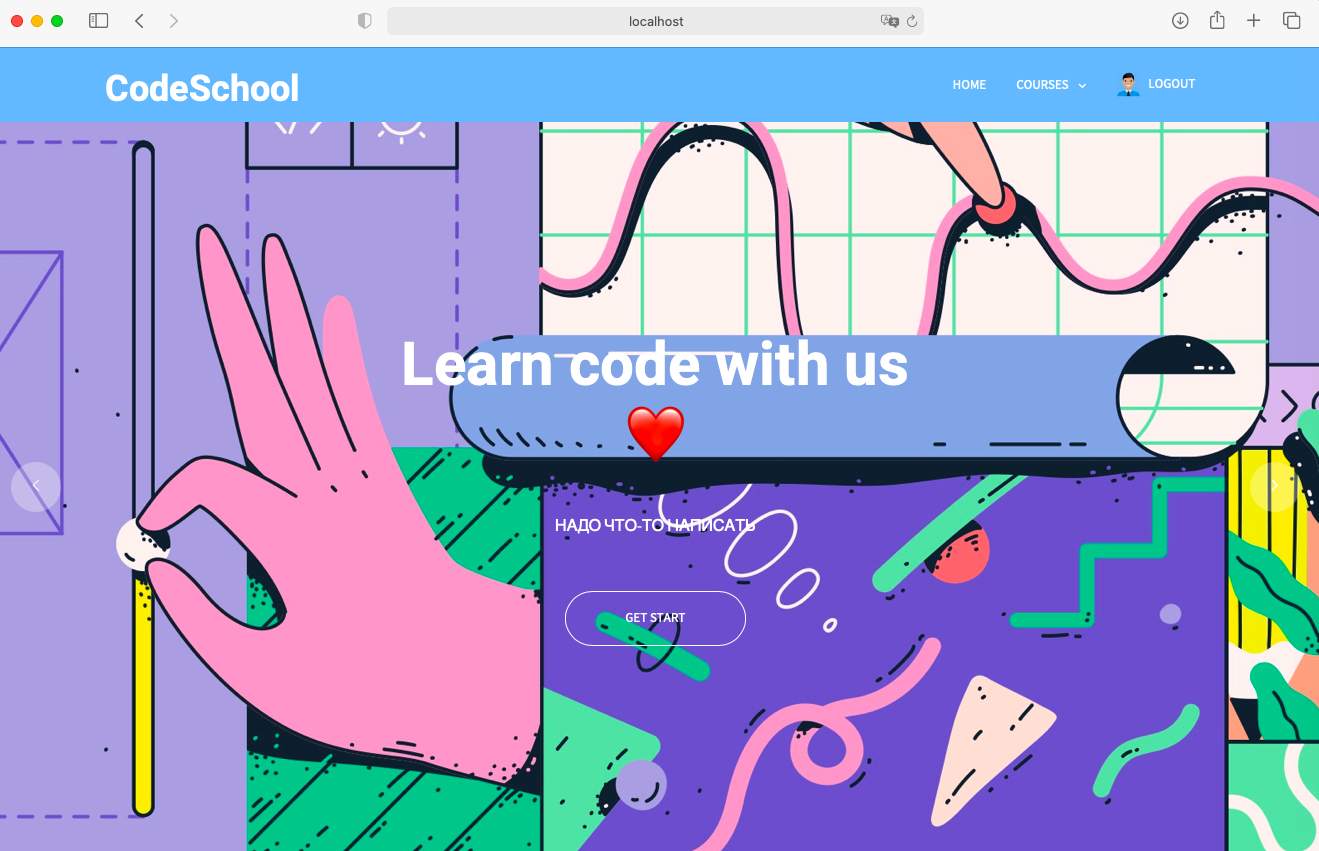 localhost
CodeSchool
HOME COURSES LOGOUT
Learn code with us
НАДО ЧТО-ТО НАПИСАТЬ
GET START